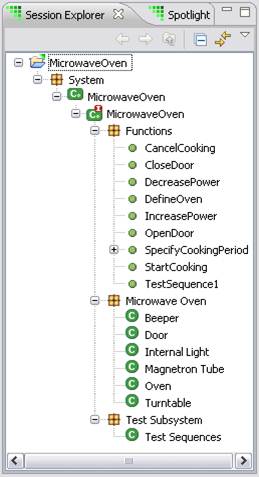 Session Explorer
Spotlight
MicrowaveOven
System
MicrowaveOven
MicrowaveOven
Functions
CancelCooking
CloseDoor
DecreasePower
DefineOven
IncreasePower
OpenDoor
SpecifyCookingPeriod
StartCooking
TestSequence1
Microwave Oven
Beeper
Door
Internal Light
Magnetron Tube
Oven
Turntable
Test Subsystem
Test Sequences